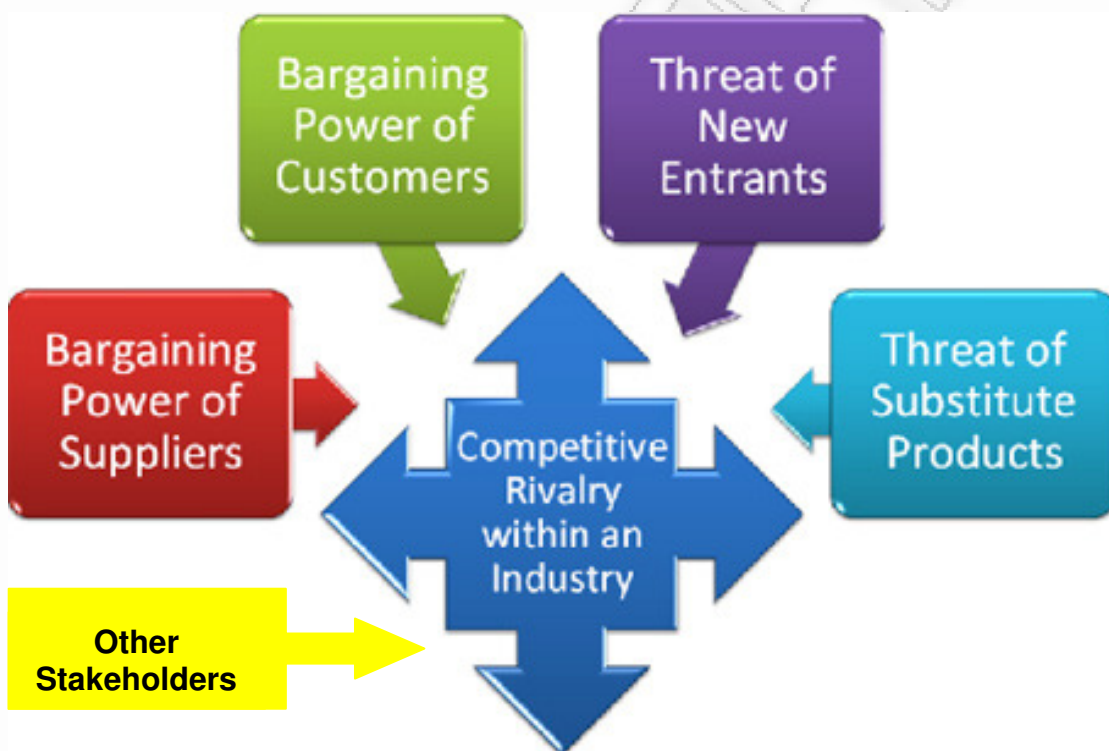 Bargaining
Power of
Customers
Threat of
New
Entrants
Bargaining
Power of
Suppliers
Threat of
Substitute
Products
Competitive
Rivalry
within an
Industry
Other
Stakeholders